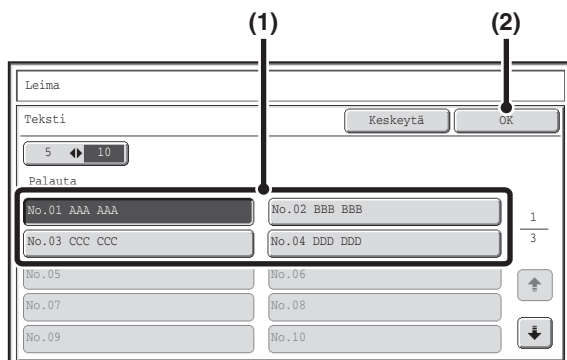 (1) (2)
Leima
Teksti Keskeytä OK
5 10
Palauta
No.01 AAA AAA No.02 BBB BBB
1
No.03 CCC CCC No.04 DDD DDD 3
No.05 No.06
No.07 No.08
No.09 No.10